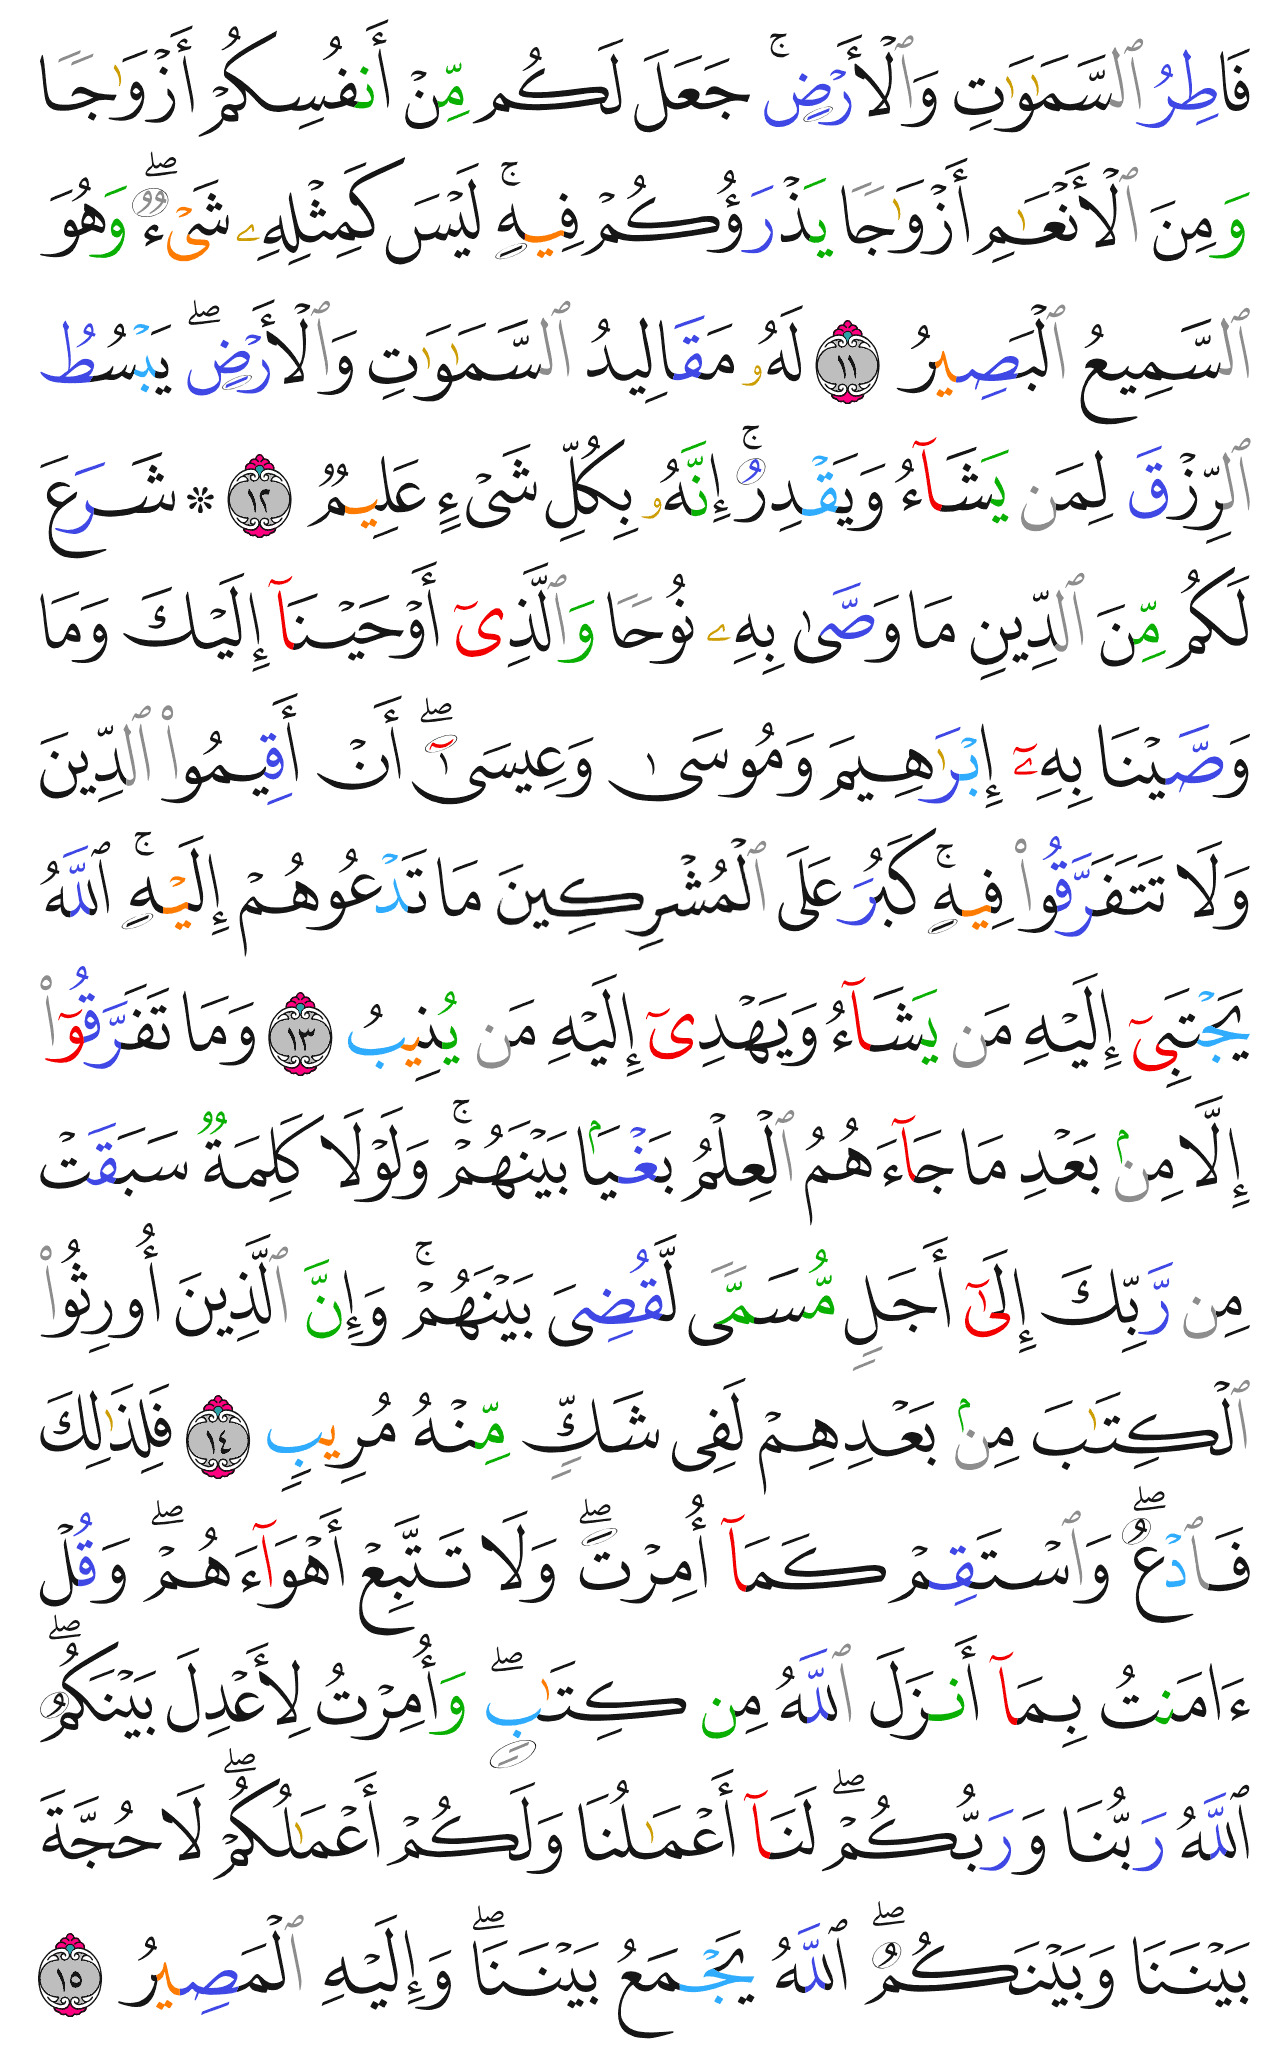 فَاطِرُ ٱلسَّمَـٰوَٰتِ وَٱلْأَرْضِ ۚ جَعَلَ لَكُم مِّنْ أَنفُسِكُمْ أَزْوَٰجًا
وَمِنَ ٱلْأَنْعَـٰمِ أَزْوَٰجًا يَذْرَؤُكُمْ فِيهِ ۚ لَيْسَ كَمِثْلِهِۦ شَىْءٌ ۖ وَهُوَ
ٱلسَّمِيعُ ٱلْبَصِيرُ ١١ لَهُۥ مَقَالِيدُ ٱلسَّمَـٰوَٰتِ وَٱلْأَرْضِ ۖ يَبْسُطُ
ٱلرِّزْقَ لِمَن يَشَآءُ وَيَقْدِرُ ۚ إِنَّهُۥ بِكُلِّ شَىْءٍ عَلِيمٌ ١٢ ۞ شَرَعَ
لَكُم مِّنَ ٱلدِّينِ مَا وَصَّىٰ بِهِۦ نُوحًا وَٱلَّذِىٓ أَوْحَيْنَآ إِلَيْكَ وَمَا
وَصَّيْنَا بِهِۦٓ إِبْرَٰهِيمَ وَمُوسَىٰ وَعِيسَىٰٓ ۖ أَنْ أَقِيمُوا۟ ٱلدِّينَ
وَلَا تَتَفَرَّقُوا۟ فِيهِ ۚ كَبُرَ عَلَى ٱلْمُشْرِكِينَ مَا تَدْعُوهُمْ إِلَيْهِ ۚ ٱللَّهُ
يَجْتَبِىٓ إِلَيْهِ مَن يَشَآءُ وَيَهْدِىٓ إِلَيْهِ مَن يُنِيبُ ١٣ وَمَا تَفَرَّقُوٓا۟
إِلَّا مِنۢ بَعْدِ مَا جَآءَهُمُ ٱلْعِلْمُ بَغْيَۢا بَيْنَهُمْ ۚ وَلَوْلَا كَلِمَةٌ سَبَقَتْ
مِن رَّبِّكَ إِلَىٰٓ أَجَلٍ مُّسَمًّى لَّقُضِىَ بَيْنَهُمْ ۚ وَإِنَّ ٱلَّذِينَ أُورِثُوا۟
ٱلْكِتَـٰبَ مِنۢ بَعْدِهِمْ لَفِى شَكٍّ مِّنْهُ مُرِيبٍ ١٤ فَلِذَٰلِكَ
فَٱدْعُ ۖ وَٱسْتَقِمْ كَمَآ أُمِرْتَ ۖ وَلَا تَتَّبِعْ أَهْوَآءَهُمْ ۖ وَقُلْ
ءَامَنتُ بِمَآ أَنزَلَ ٱللَّهُ مِن كِتَـٰبٍ ۖ وَأُمِرْتُ لِأَعْدِلَ بَيْنَكُمُ ۖ
ٱللَّهُ رَبُّنَا وَرَبُّكُمْ ۖ لَنَآ أَعْمَـٰلُنَا وَلَكُمْ أَعْمَـٰلُكُمْ ۖ لَا حُجَّةَ
بَيْنَنَا وَبَيْنَكُمُ ۖ ٱللَّهُ يَجْمَعُ بَيْنَنَا ۖ وَإِلَيْهِ ٱلْمَصِيرُ ١٥